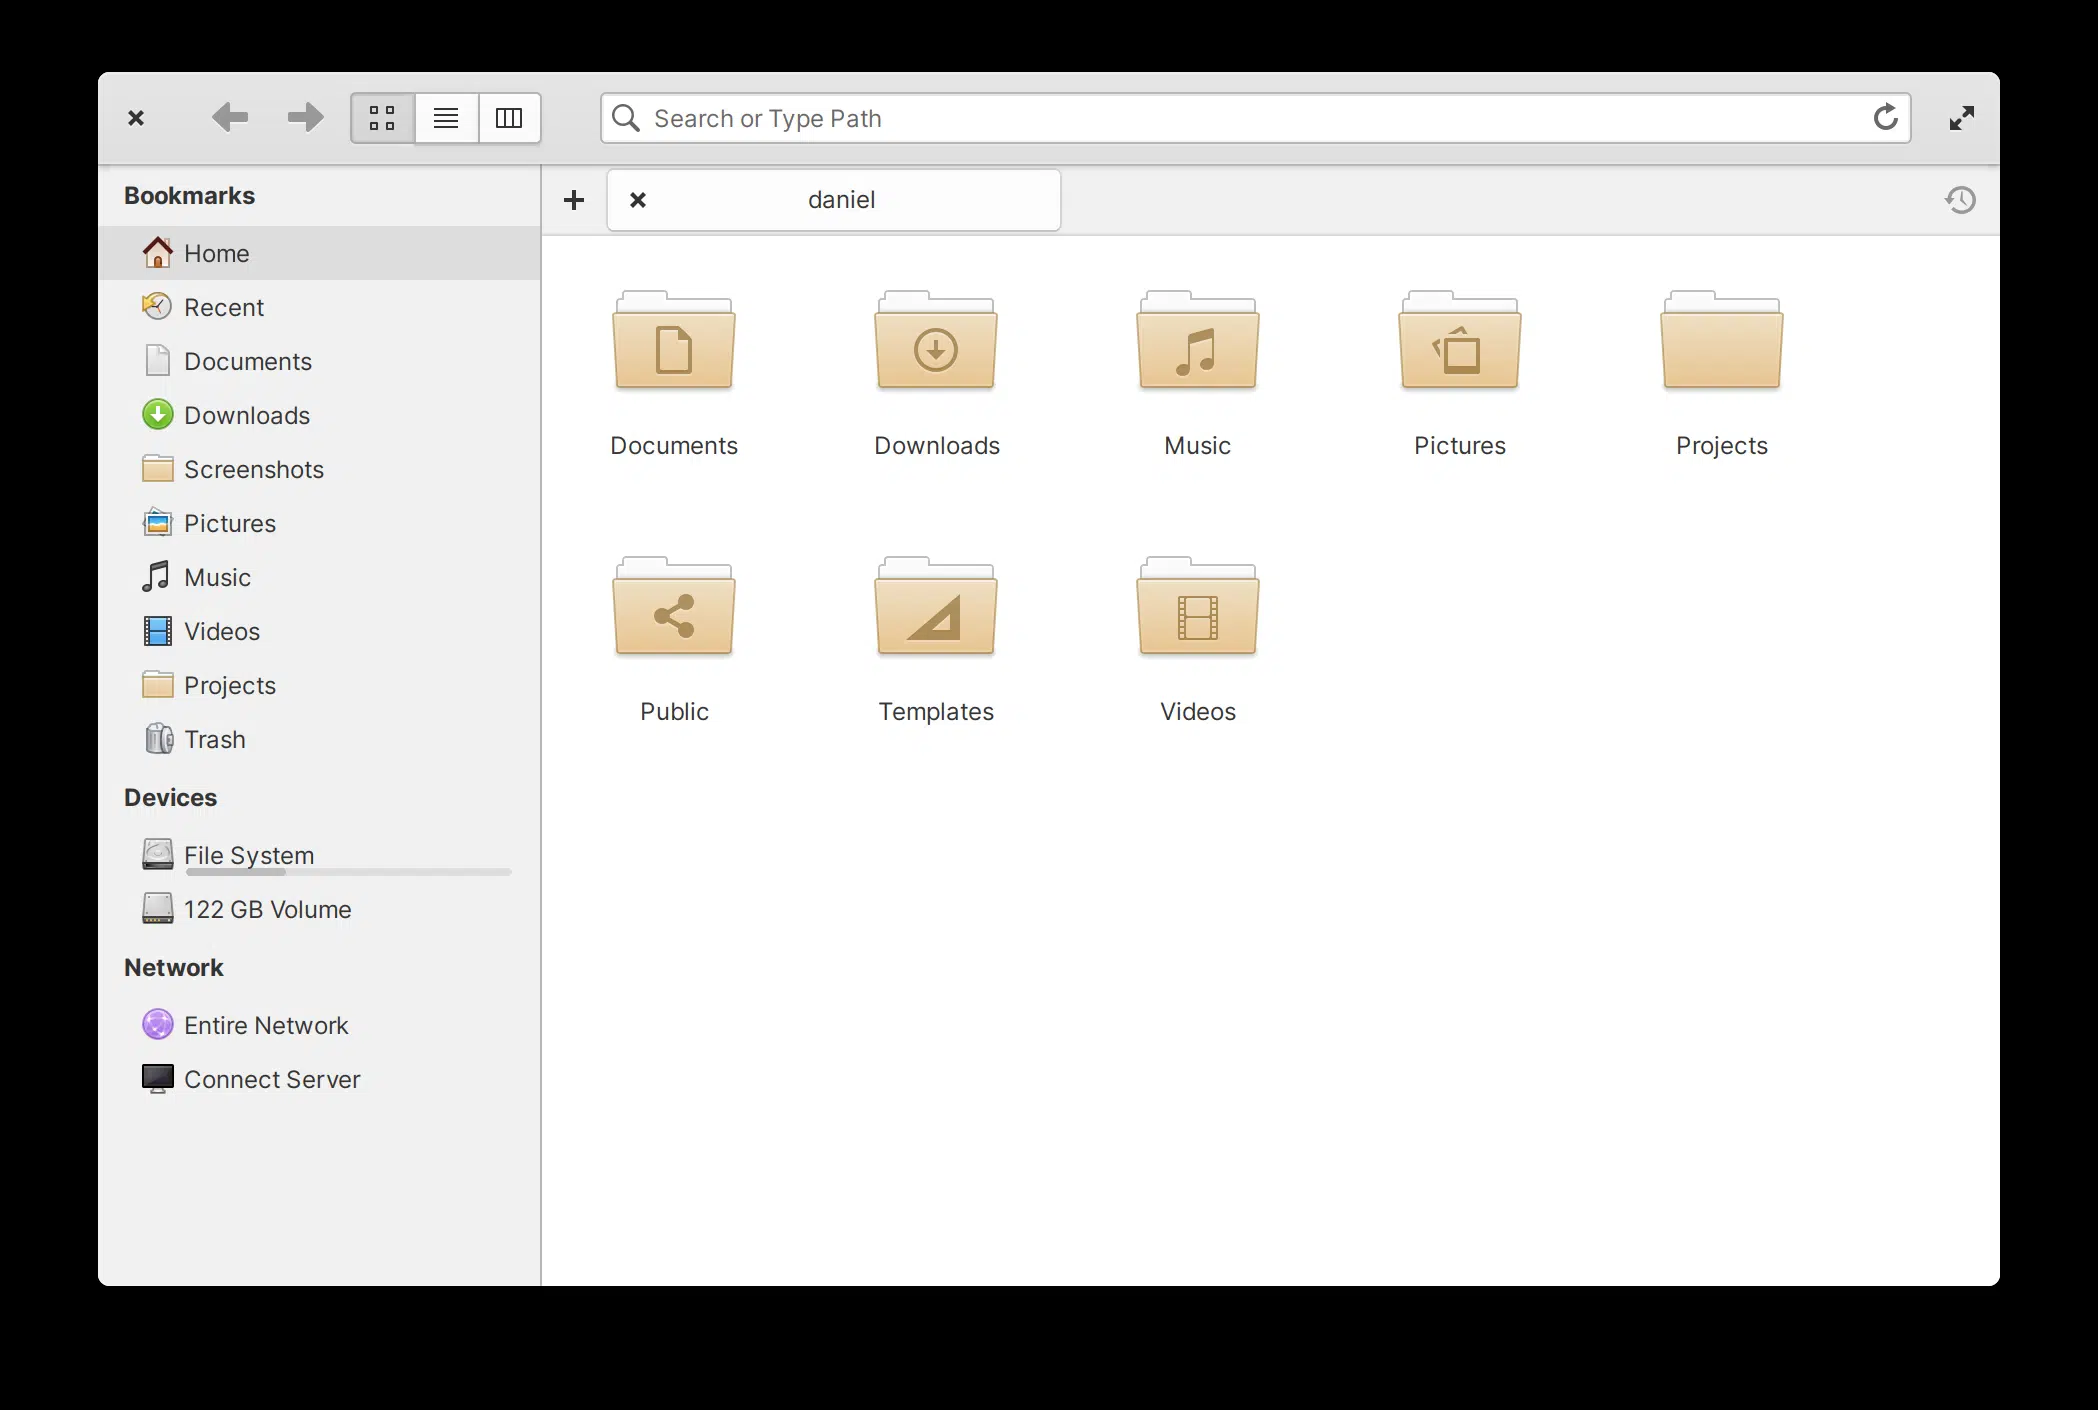 Search or Type Path
Bookmarks
Home
Recent
Documents
Downloads
Screenshots
Pictures
Music
Videos
Projects
Trash
Devices
File System
122 GB Volume
Network
Entire Network
Connect Server
daniel
Documents
Downloads
Music
Pictures
Projects
Public
Templates
Videos